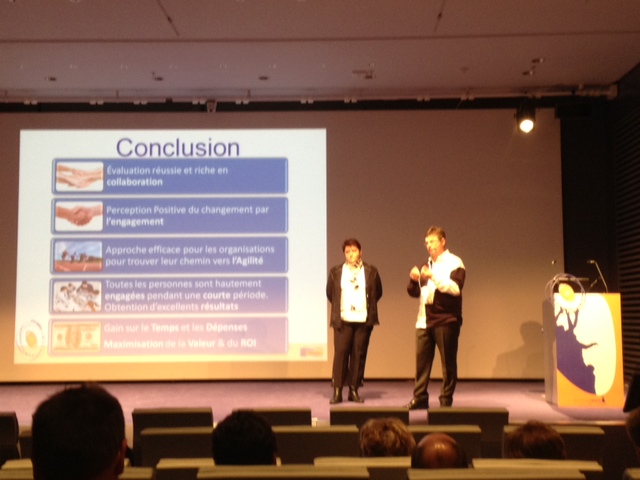 Conclusion
Évaluation réussie et riche en
collaboration
Perception Positive du changement par
l'engagement
Approche efficace pour les organisations
pour trouver leur chemin vers l'Agilité
Toutes les personnes sont hautement
engagées pendant une courte période.
Obtention d'excellents résultats
Gain sur le Temps et les Dépenses
Maximisation de la Valeur & du ROI